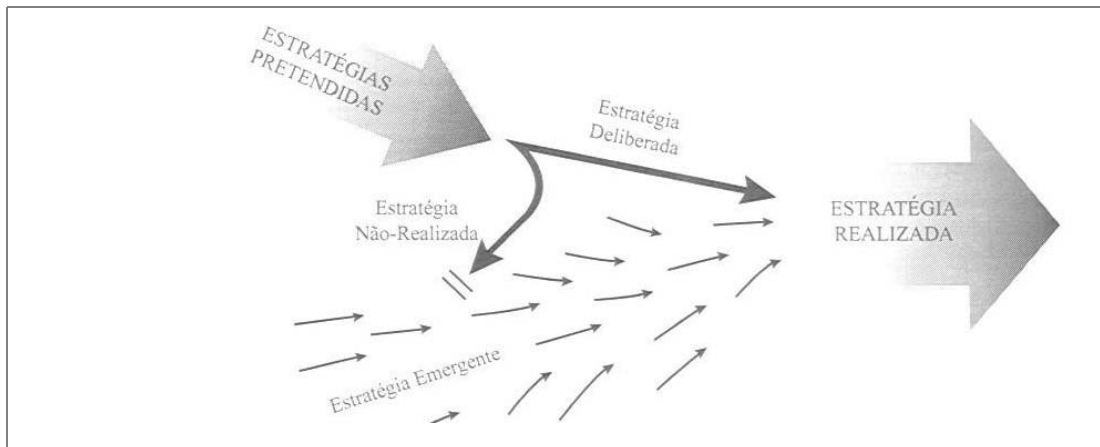 ESTRATÉGIAS
PRETENDIDAS
Estratégia
Deliberada
Estratégia
Não-Realizada
ESTRATÉGIA
REALIZADA
Estratégia Emergente